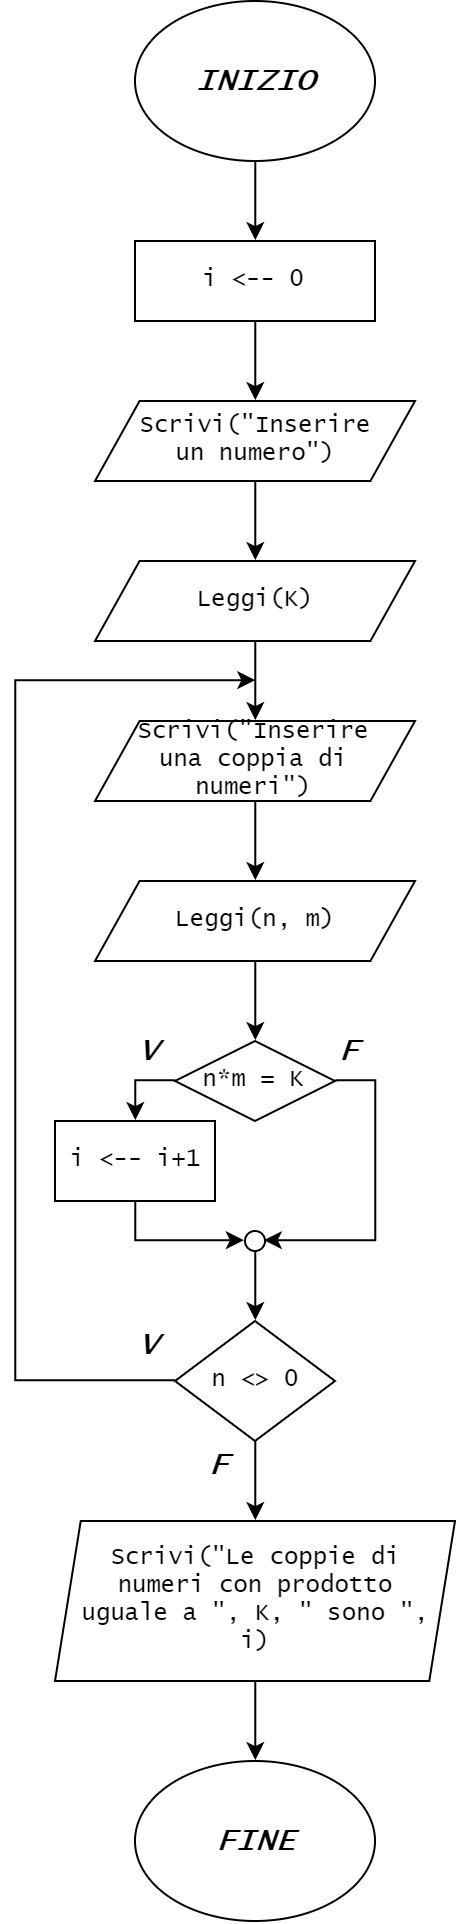 INIZIO
i <-- 0
Scrivi("Inserire
un numero")
Leggi(K)
Scrivi("Inserire
una coppia di
numeri")
Leggi(n, m)
V
F
n*m = K
i <-- i+1
V
n <> 0
F
Scrivi("Le coppie di
numeri con prodotto
uguale a ", K, " sono ",
i)
FINE